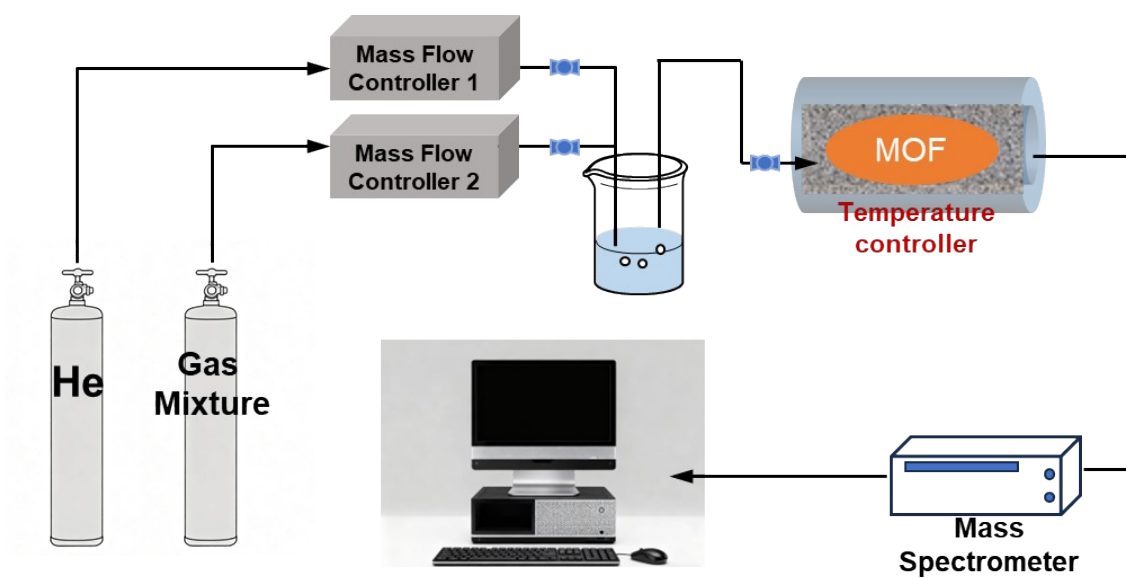 Mass Flow
Controller 1
Mass Flow
Controller 2
MOF
Temperature
controller
He
Gas
Mixture
Mass
Spectrometer